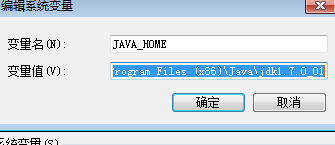 编辑系统变量
变量名(N):
JAVA_HOME
变量值(V):
rogram Files (x86)\Java\jdk1.7.0_01
确定
取消
系统变量(S)